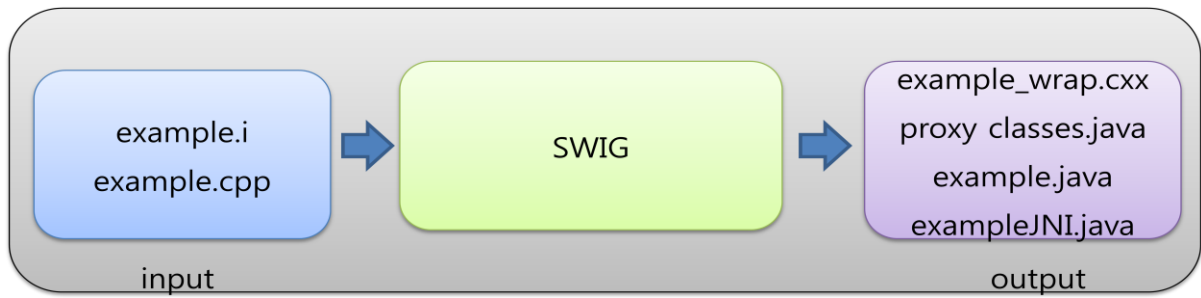 example.i
example.cpp
SWIG
example_wrap.cxx
proxy classes.java
example.java
exampleJNI.java
input
output